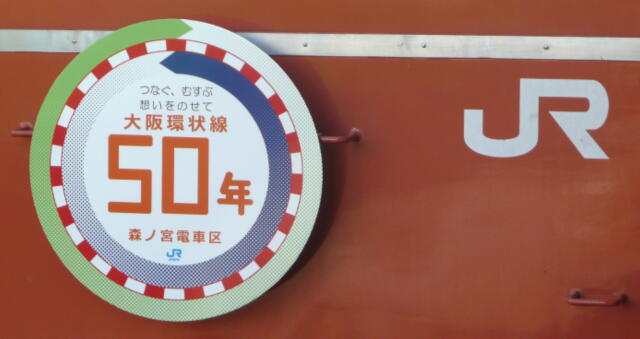 つなぐ、むすぶ
想いをのせて
大阪環状線
50年
森ノ宮電車区
JR
JR